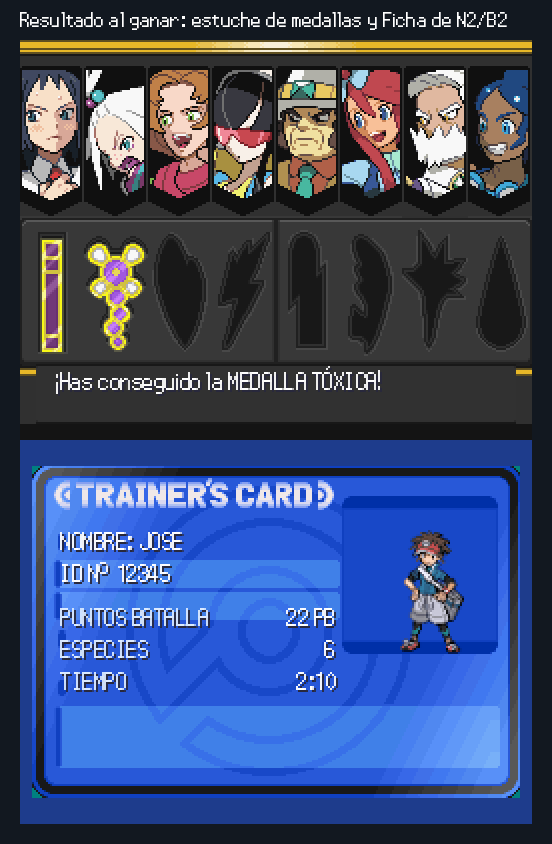 Resultado al ganar: estuche de medallas y Ficha de N2/B2
¡Has conseguido la MEDALLA TÓXICA!
TRAINER'S CARD
NOMBRE: JOSE
ID Nº 12345
PUNTOS BATALLA 22 PB
ESPECIES 6
TIEMPO 2:10